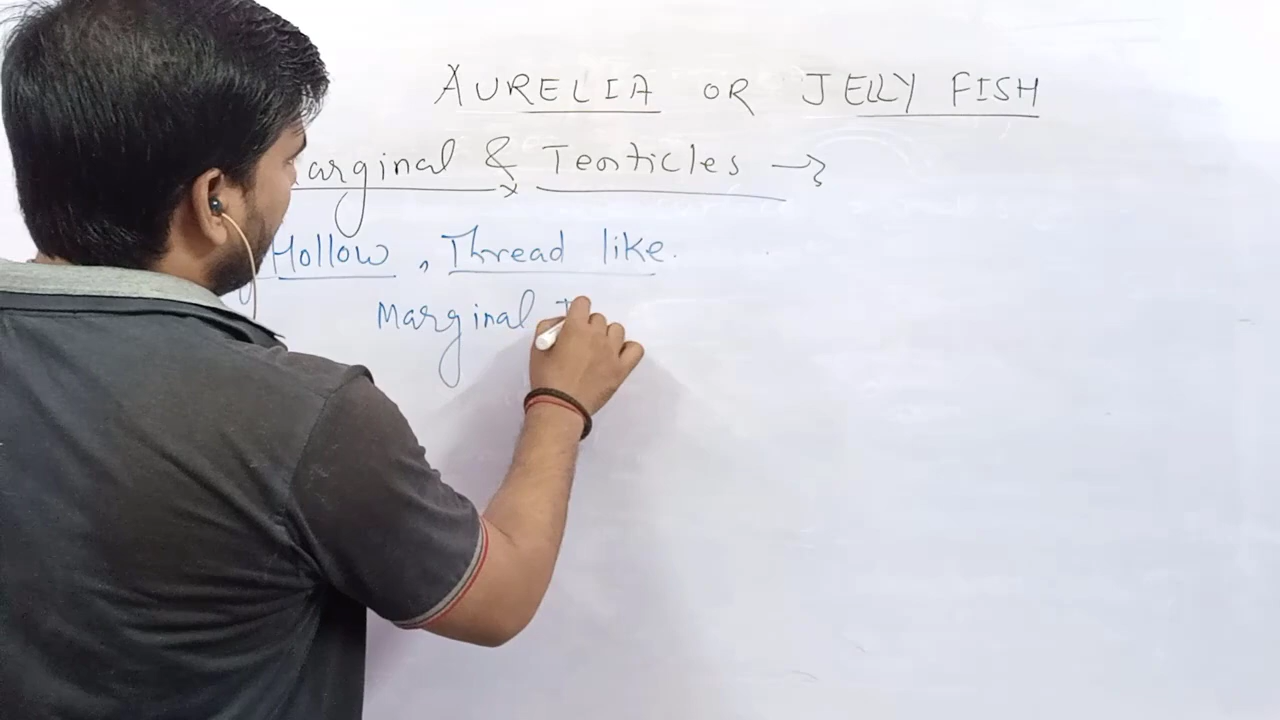 AURELIA OR JELLY FISH
arginal & Tenticles →
Hollow, Thread like.
Marginal T